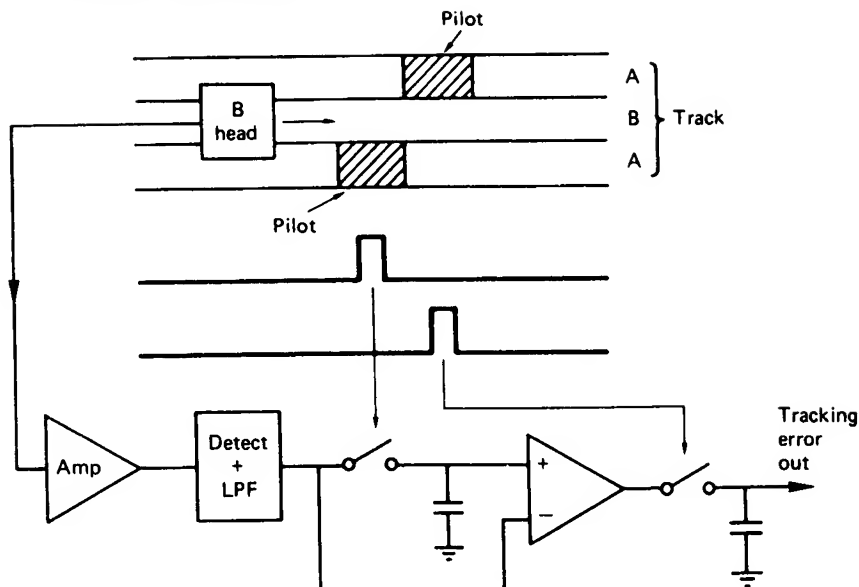 Pilot
A
B
head
B
Track
A
Pilot
Tracking
error
out
Detect
+
LPF
Amp
+
−